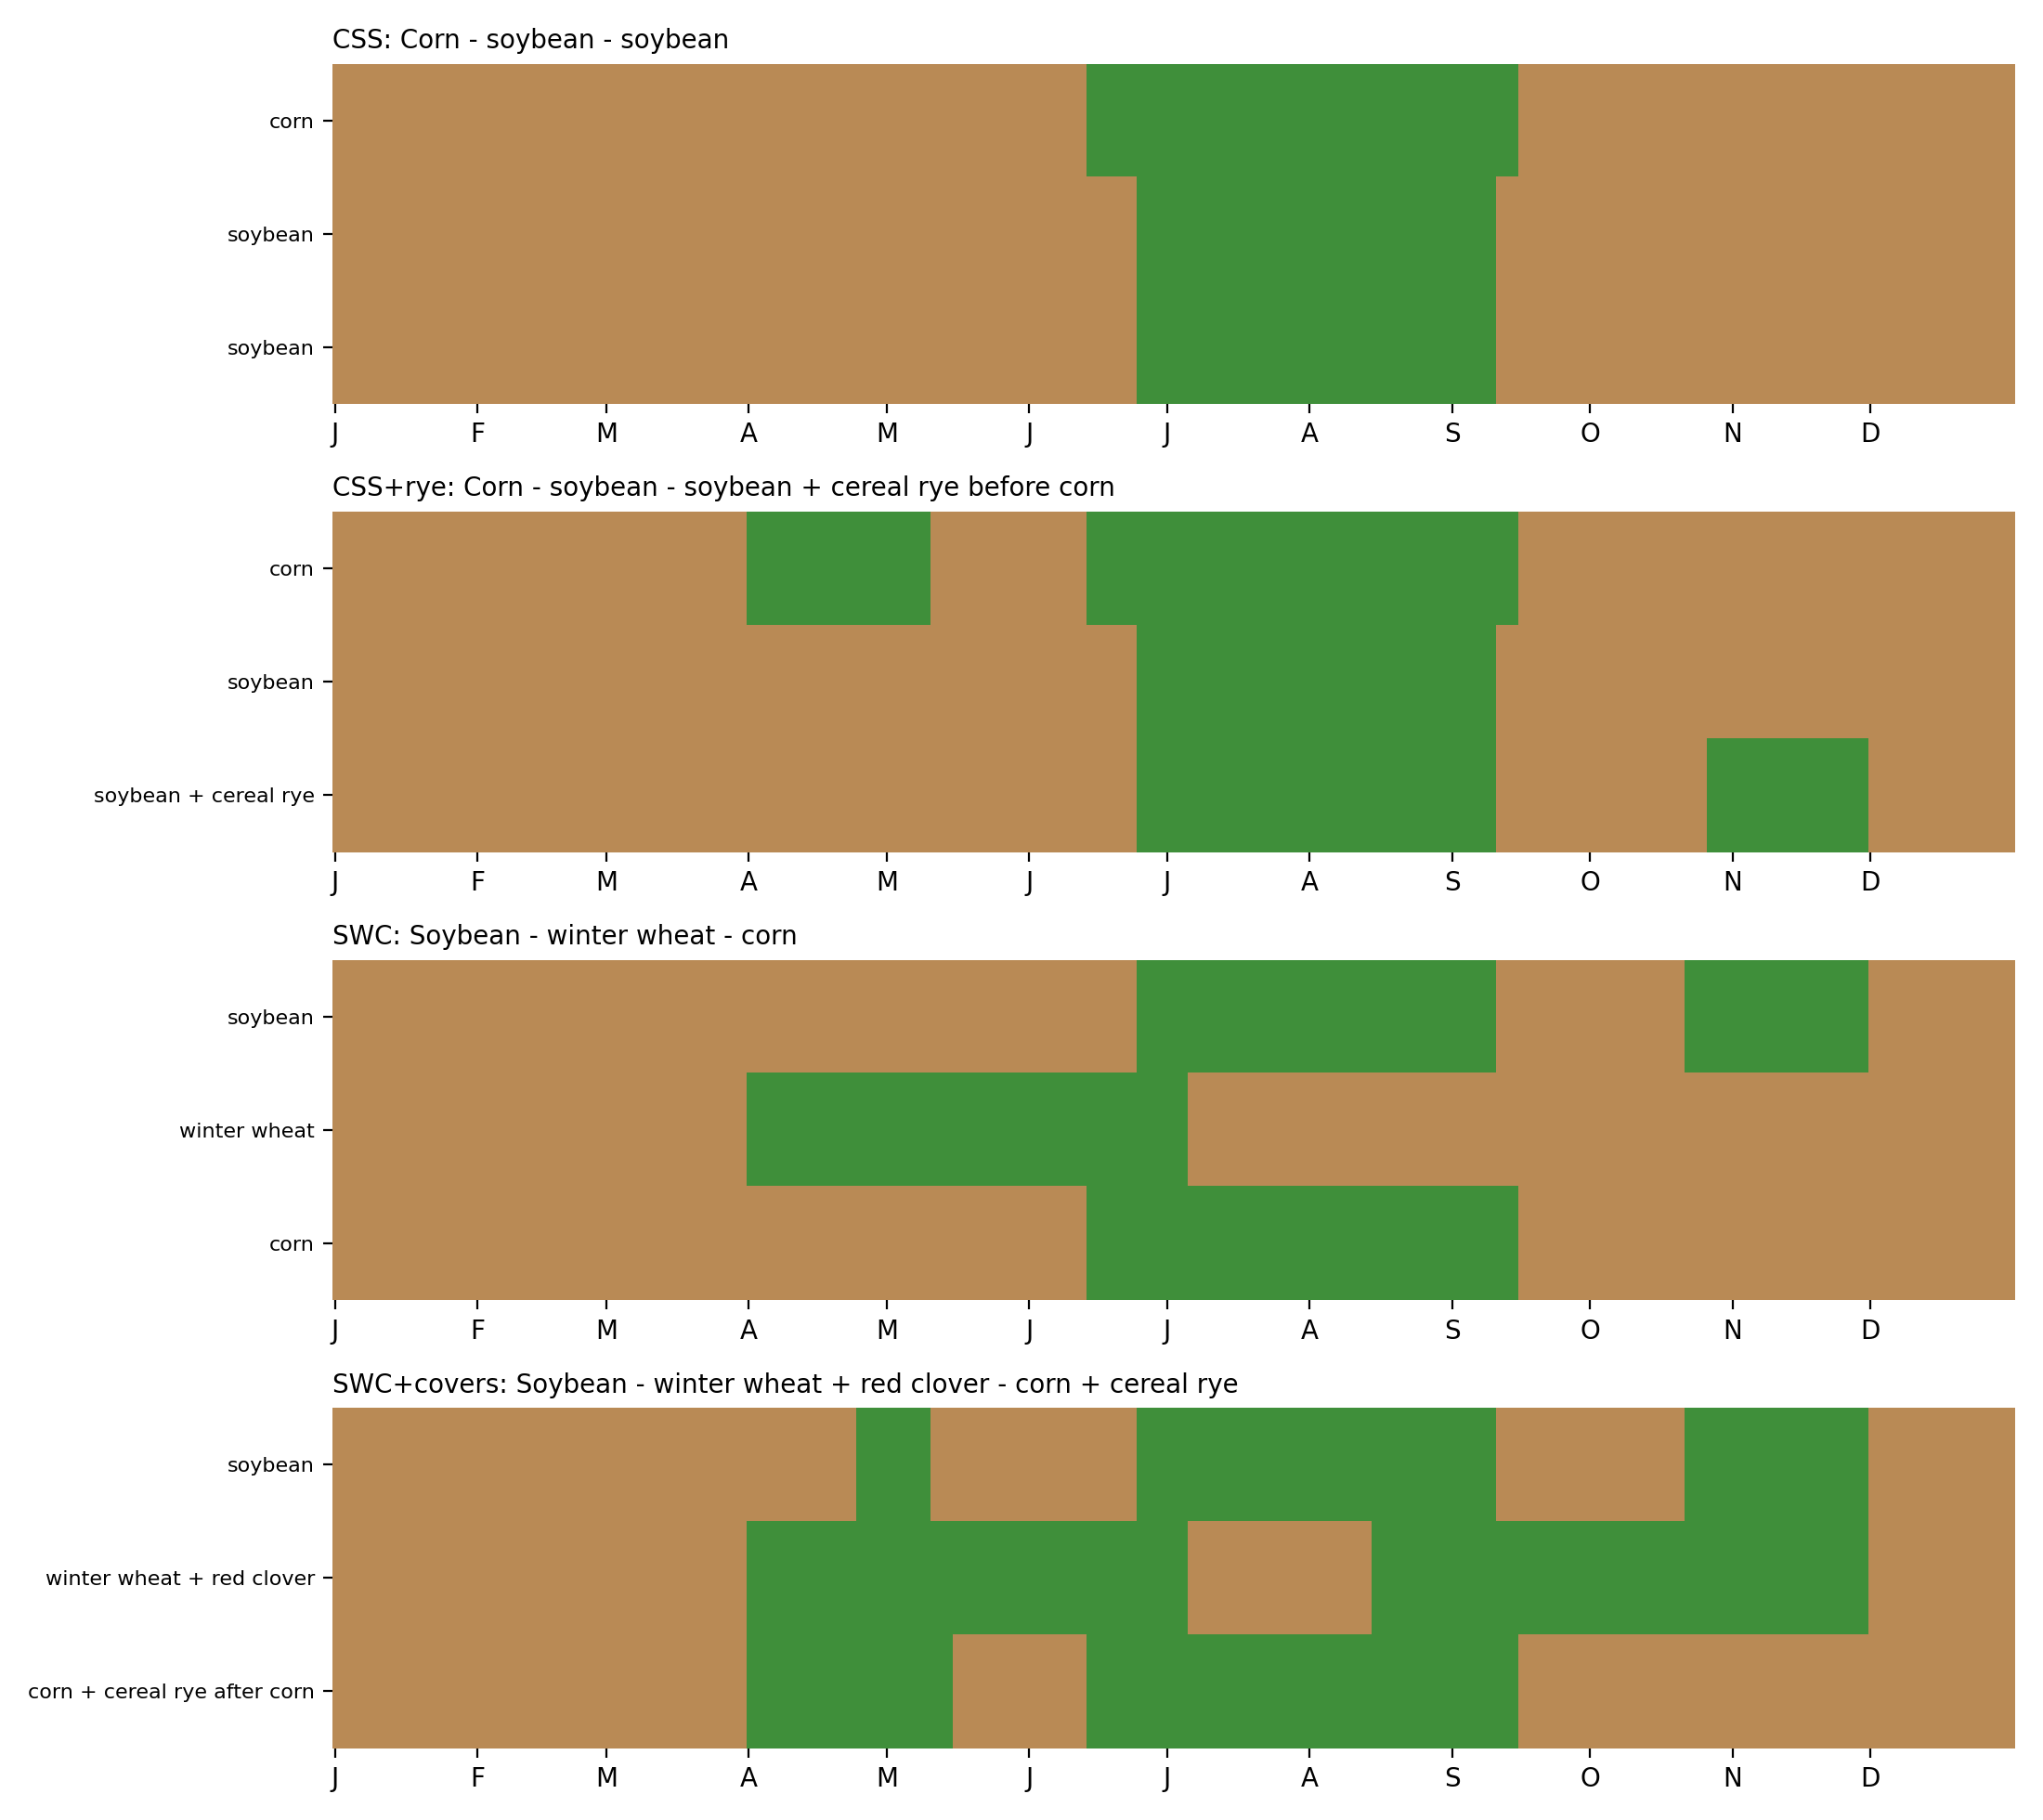 CSS: Corn - soybean - soybean
corn
soybean
soybean
J F M A M J J A S O N D
CSS+rye: Corn - soybean - soybean + cereal rye before corn
corn
soybean
soybean + cereal rye
J F M A M J J A S O N D
SWC: Soybean - winter wheat - corn
soybean
winter wheat
corn
J F M A M J J A S O N D
SWC+covers: Soybean - winter wheat + red clover - corn + cereal rye
soybean
winter wheat + red clover
corn + cereal rye after corn
J F M A M J J A S O N D